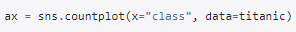 ax = sns.countplot(x="class", data=titanic)